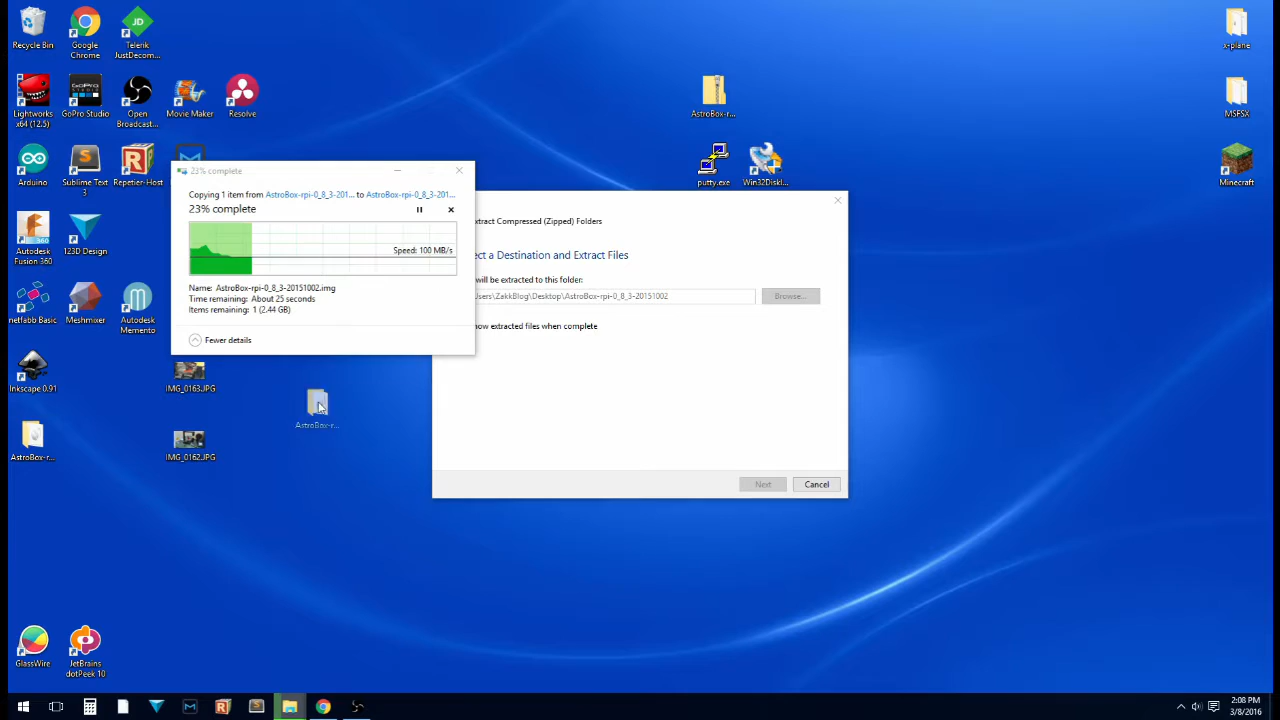 Recycle Bin
Google
Chrome
Telerik
JustDecom...
x-plane
Lightworks
x64 (12.5)
GoPro Studio
Open
Broadcast...
Movie Maker
Resolve
AstroBox-r...
MSFSX
Arduino
Sublime Text
3
Repetier-Host
putty.exe
Win32DiskI...
Minecraft
23% complete
Copying 1 item from AstroBox-rpi-0_8_3-201... to AstroBox-rpi-0_8_3-201...
23% complete
Speed: 100 MB/s
Name: AstroBox-rpi-0_8_3-20151002.img
Time remaining: About 25 seconds
Items remaining: 1 (2.44 GB)
Fewer details
xtract Compressed (Zipped) Folders
ct a Destination and Extract Files
will be extracted to this folder:
sers\ZakkBlog\Desktop\AstroBox-rpi-0_8_3-20151002
Browse...
ow extracted files when complete
Next
Cancel
Autodesk
Fusion 360
123D Design
netfabb Basic
Meshmixer
Autodesk
Memento
Inkscape 0.91
IMG_0163.JPG
AstroBox-r...
AstroBox-r...
IMG_0162.JPG
GlassWire
JetBrains
dotPeek 10
2:08 PM
3/8/2016